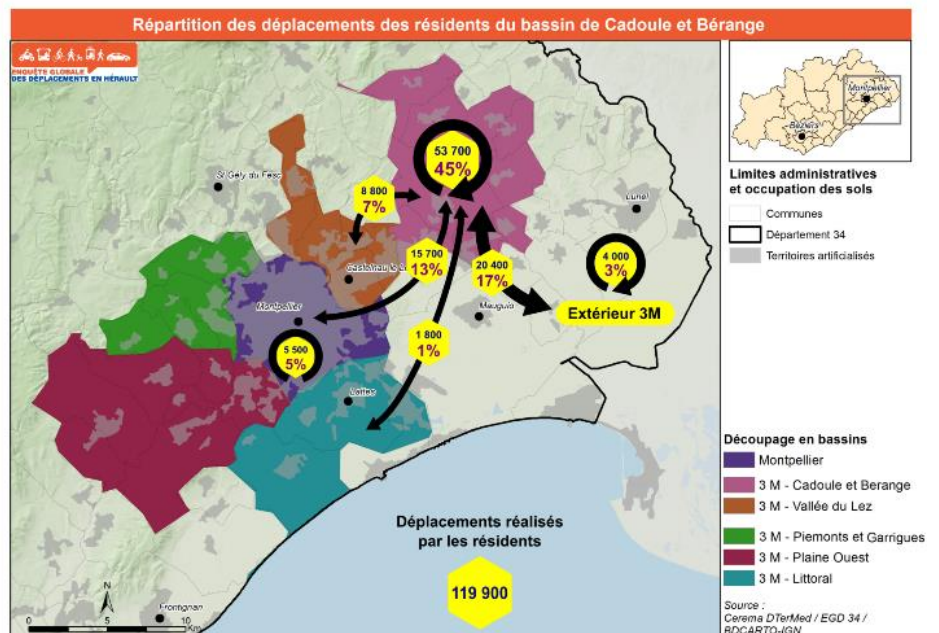 Répartition des déplacements des résidents du bassin de Cadoule et Bérange
ENQUÊTE GLOBALE
DES DÉPLACEMENTS EN HÉRAULT
St Gély du Fesc
53 700
45%
8 800
7%
Lunel
15 700
13%
20 400
17%
4 000
3%
Castelnau le L
Montpellier
Mauguio
Extérieur 3M
1 800
1%
5 500
5%
Lattes
Déplacements réalisés
par les résidents
119 900
N
Frontignan
0
5
10
Km
Montpellier
Béziers
Limites administratives
et occupation des sols
Communes
Département 34
Territoires artificialisés
Découpage en bassins
Montpellier
3 M - Cadoule et Berange
3 M - Vallée du Lez
3 M - Piemonts et Garrigues
3 M - Plaine Ouest
3 M - Littoral
Source :
Cerema DTerMed / EGD 34 /
BDCARTO-IGN